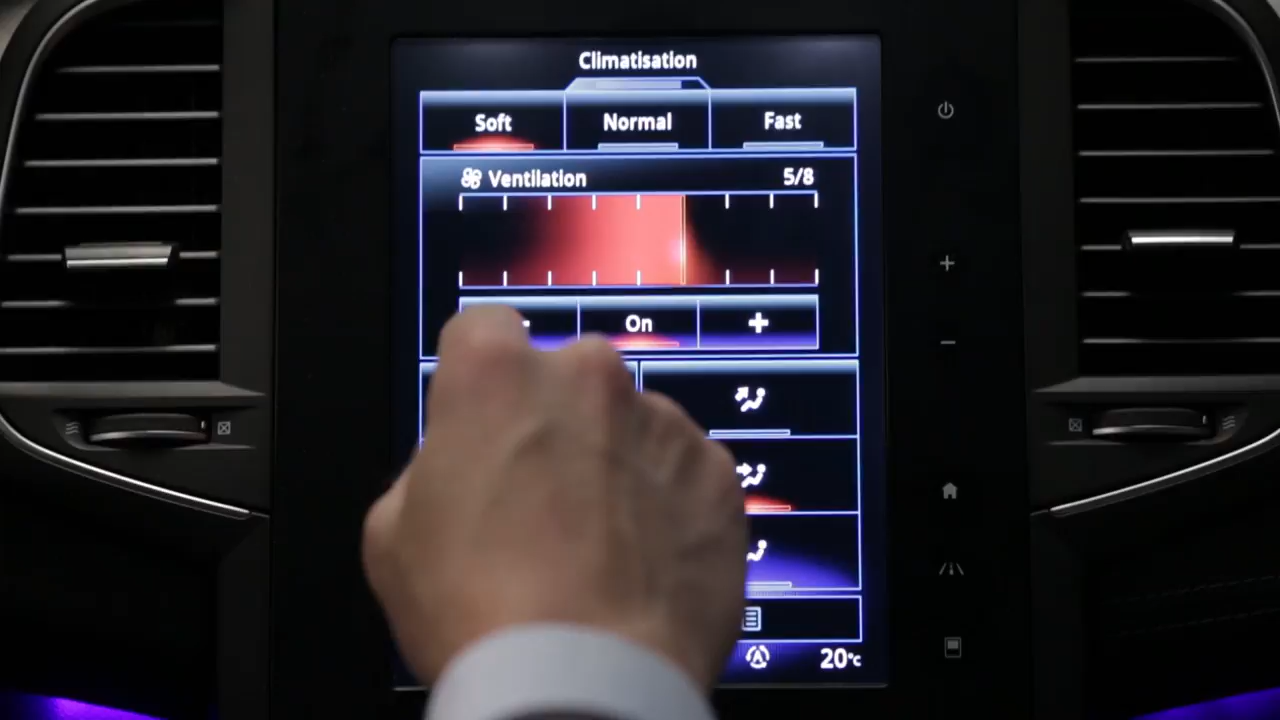 Climatisation
Soft Normal Fast
Ventilation 5/8
- On +
20°c